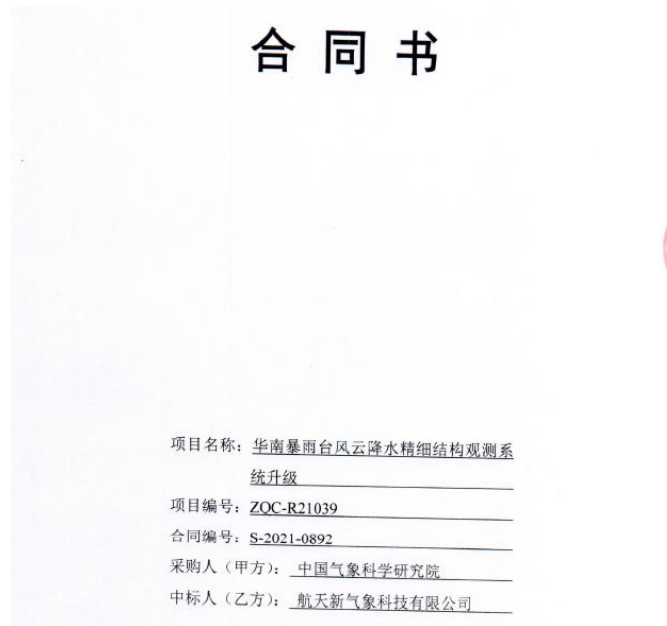 合同书
项目名称：华南暴雨台风云降水精细结构观测系
统升级
项目编号：ZQC-R21039
合同编号：S-2021-0892
采购人（甲方）：中国气象科学研究院
中标人（乙方）：航天新气象科技有限公司